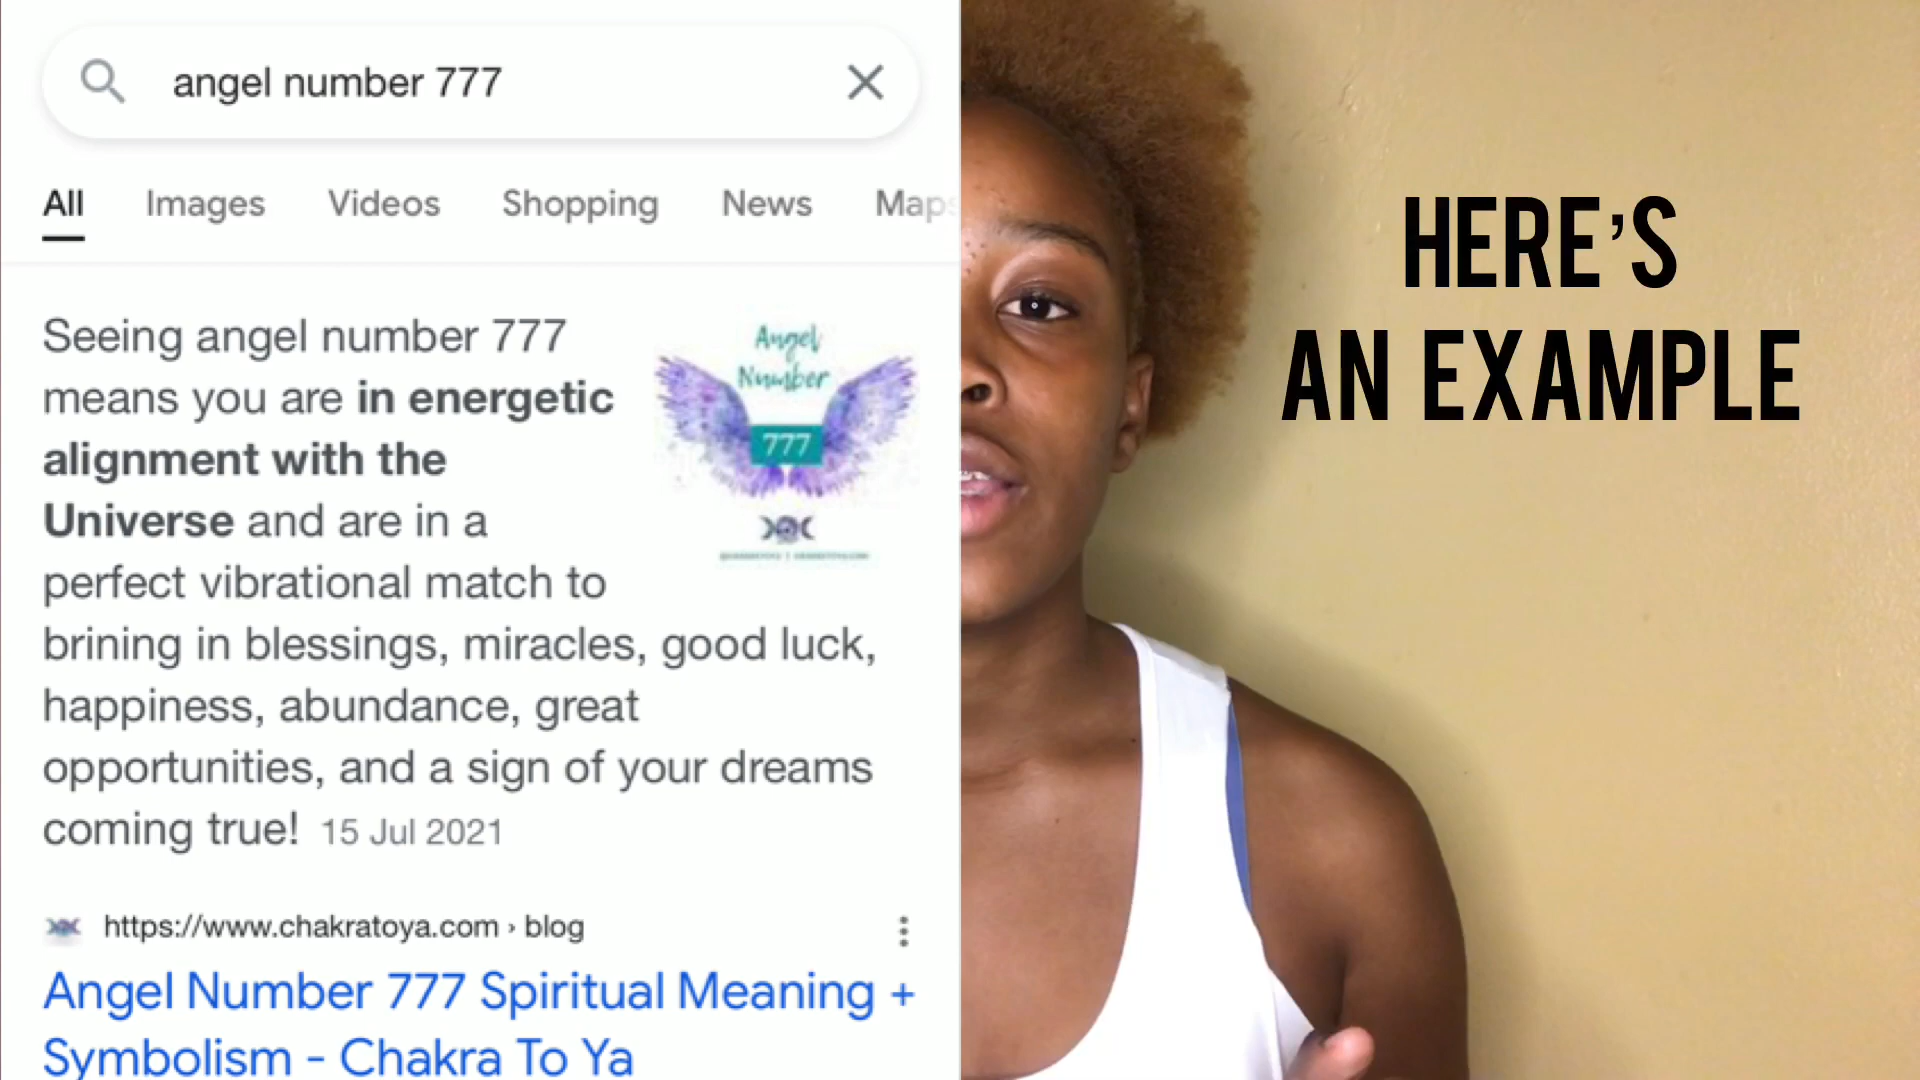 angel number 777
All Images Videos Shopping News Maps
Seeing angel number 777
means you are in energetic
alignment with the
Universe and are in a
perfect vibrational match to
brining in blessings, miracles, good luck,
happiness, abundance, great
opportunities, and a sign of your dreams
coming true! 15 Jul 2021
Angel
Number
777
https://www.chakratoya.com › blog
Angel Number 777 Spiritual Meaning +
Symbolism - Chakra To Ya
HERE'S
AN EXAMPLE